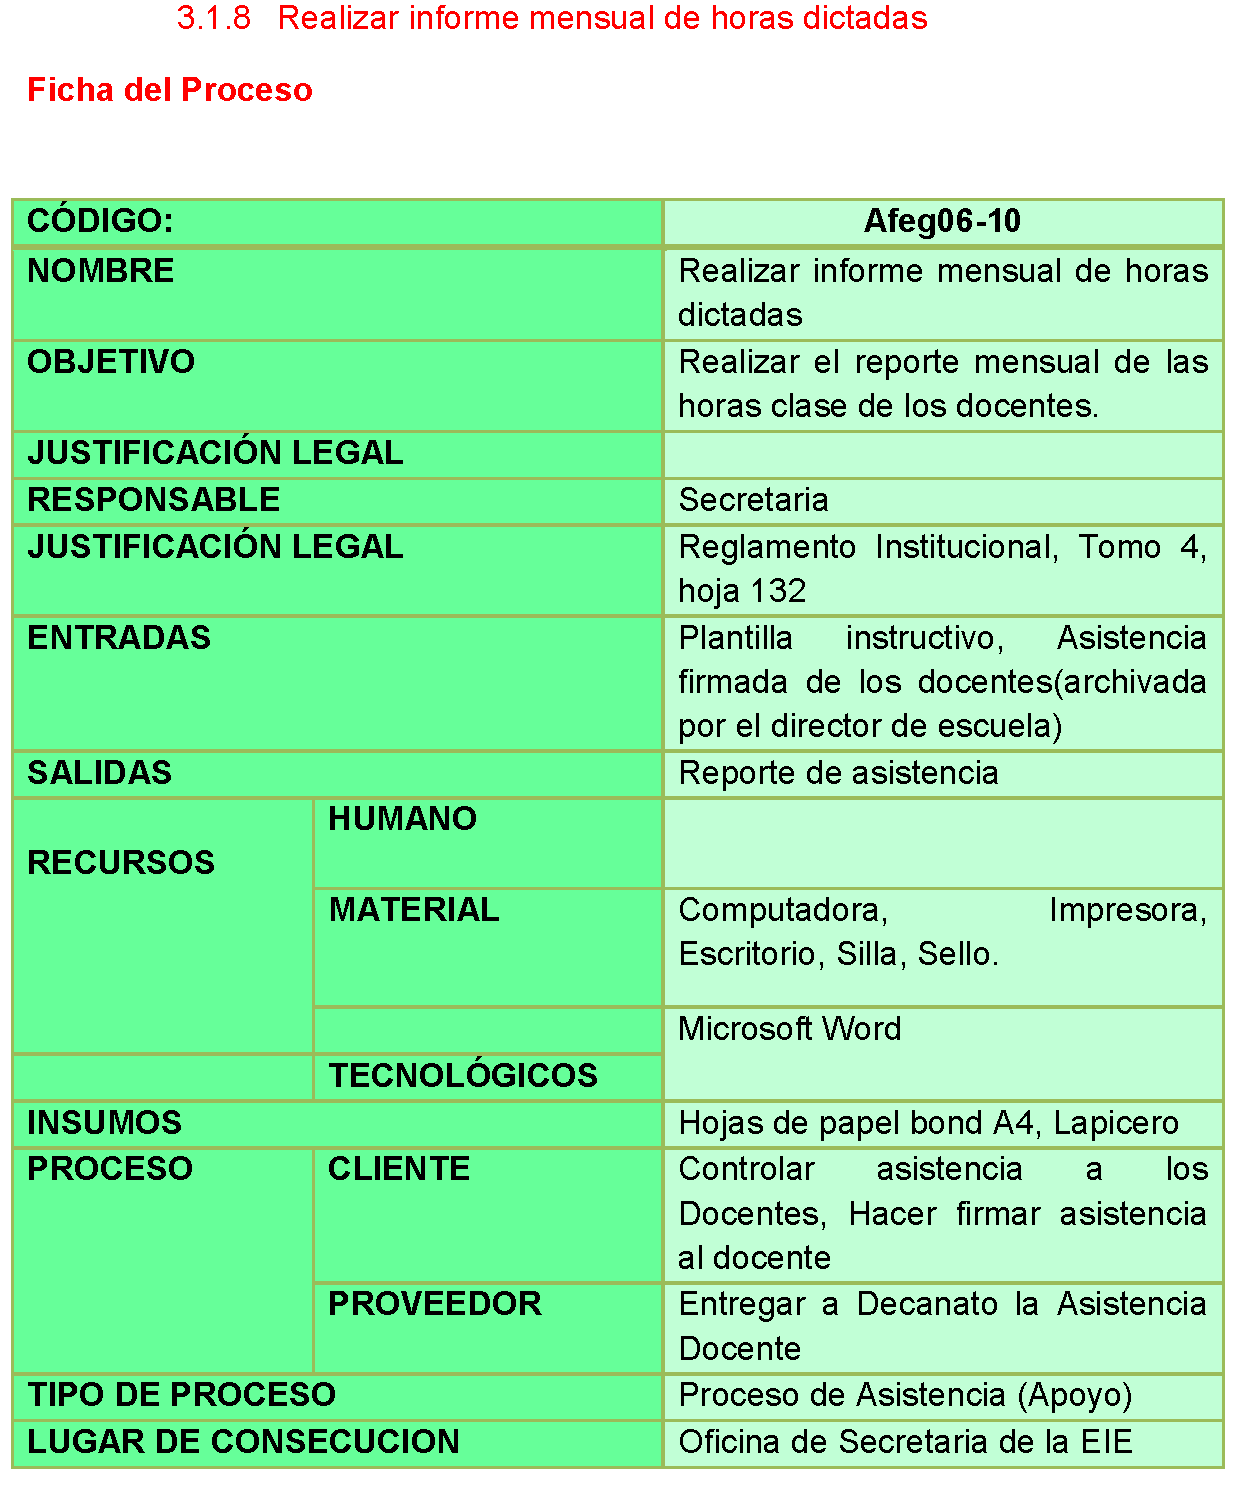 3.1.8 Realizar informe mensual de horas dictadas
Ficha del Proceso
CÓDIGO: Afeg06-10
NOMBRE Realizar informe mensual de horas
dictadas
OBJETIVO Realizar el reporte mensual de las
horas clase de los docentes.
JUSTIFICACIÓN LEGAL
RESPONSABLE Secretaria
JUSTIFICACIÓN LEGAL Reglamento Institucional, Tomo 4,
hoja 132
ENTRADAS Plantilla instructivo, Asistencia
firmada de los docentes(archivada
por el director de escuela)
SALIDAS Reporte de asistencia
HUMANO
RECURSOS
MATERIAL Computadora, Impresora,
Escritorio, Silla, Sello.
Microsoft Word
TECNOLÓGICOS
INSUMOS Hojas de papel bond A4, Lapicero
PROCESO CLIENTE Controlar asistencia a los
Docentes, Hacer firmar asistencia
al docente
PROVEEDOR Entregar a Decanato la Asistencia
Docente
TIPO DE PROCESO Proceso de Asistencia (Apoyo)
LUGAR DE CONSECUCION Oficina de Secretaria de la EIE